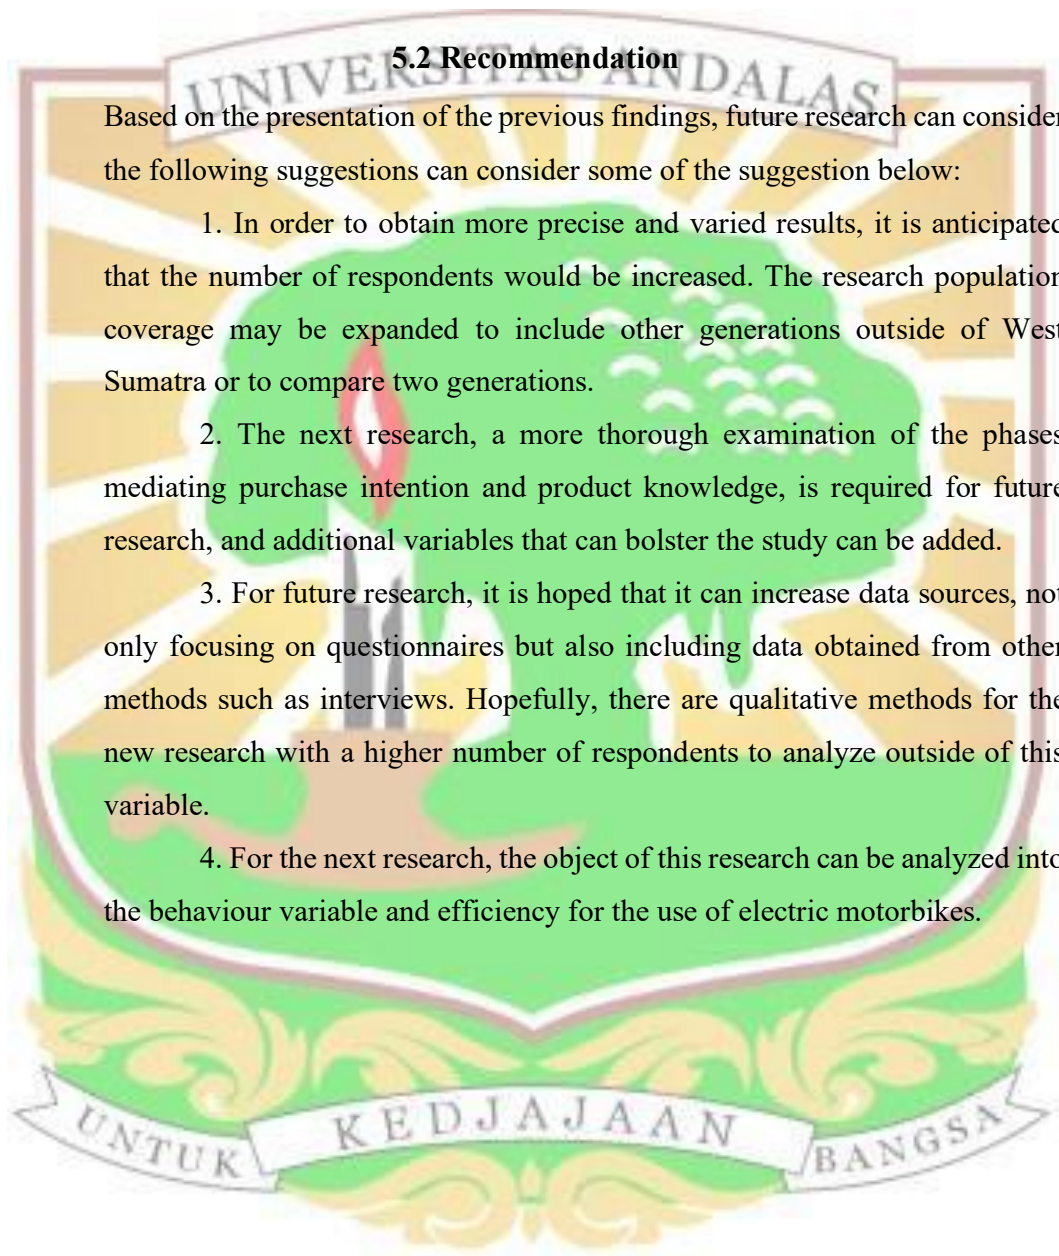 5.2 Recommendation
UNIVERSITAS ANDALAS
Based on the presentation of the previous findings, future research can consider
the following suggestions can consider some of the suggestion below:
1. In order to obtain more precise and varied results, it is anticipated
that the number of respondents would be increased. The research population
coverage may be expanded to include other generations outside of West
Sumatra or to compare two generations.
2. The next research, a more thorough examination of the phases
mediating purchase intention and product knowledge, is required for future
research, and additional variables that can bolster the study can be added.
3. For future research, it is hoped that it can increase data sources, not
only focusing on questionnaires but also including data obtained from other
methods such as interviews. Hopefully, there are qualitative methods for the
new research with a higher number of respondents to analyze outside of this
variable.
4. For the next research, the object of this research can be analyzed into
the behaviour variable and efficiency for the use of electric motorbikes.
UNTUK KEDJAJAAN BANGSA